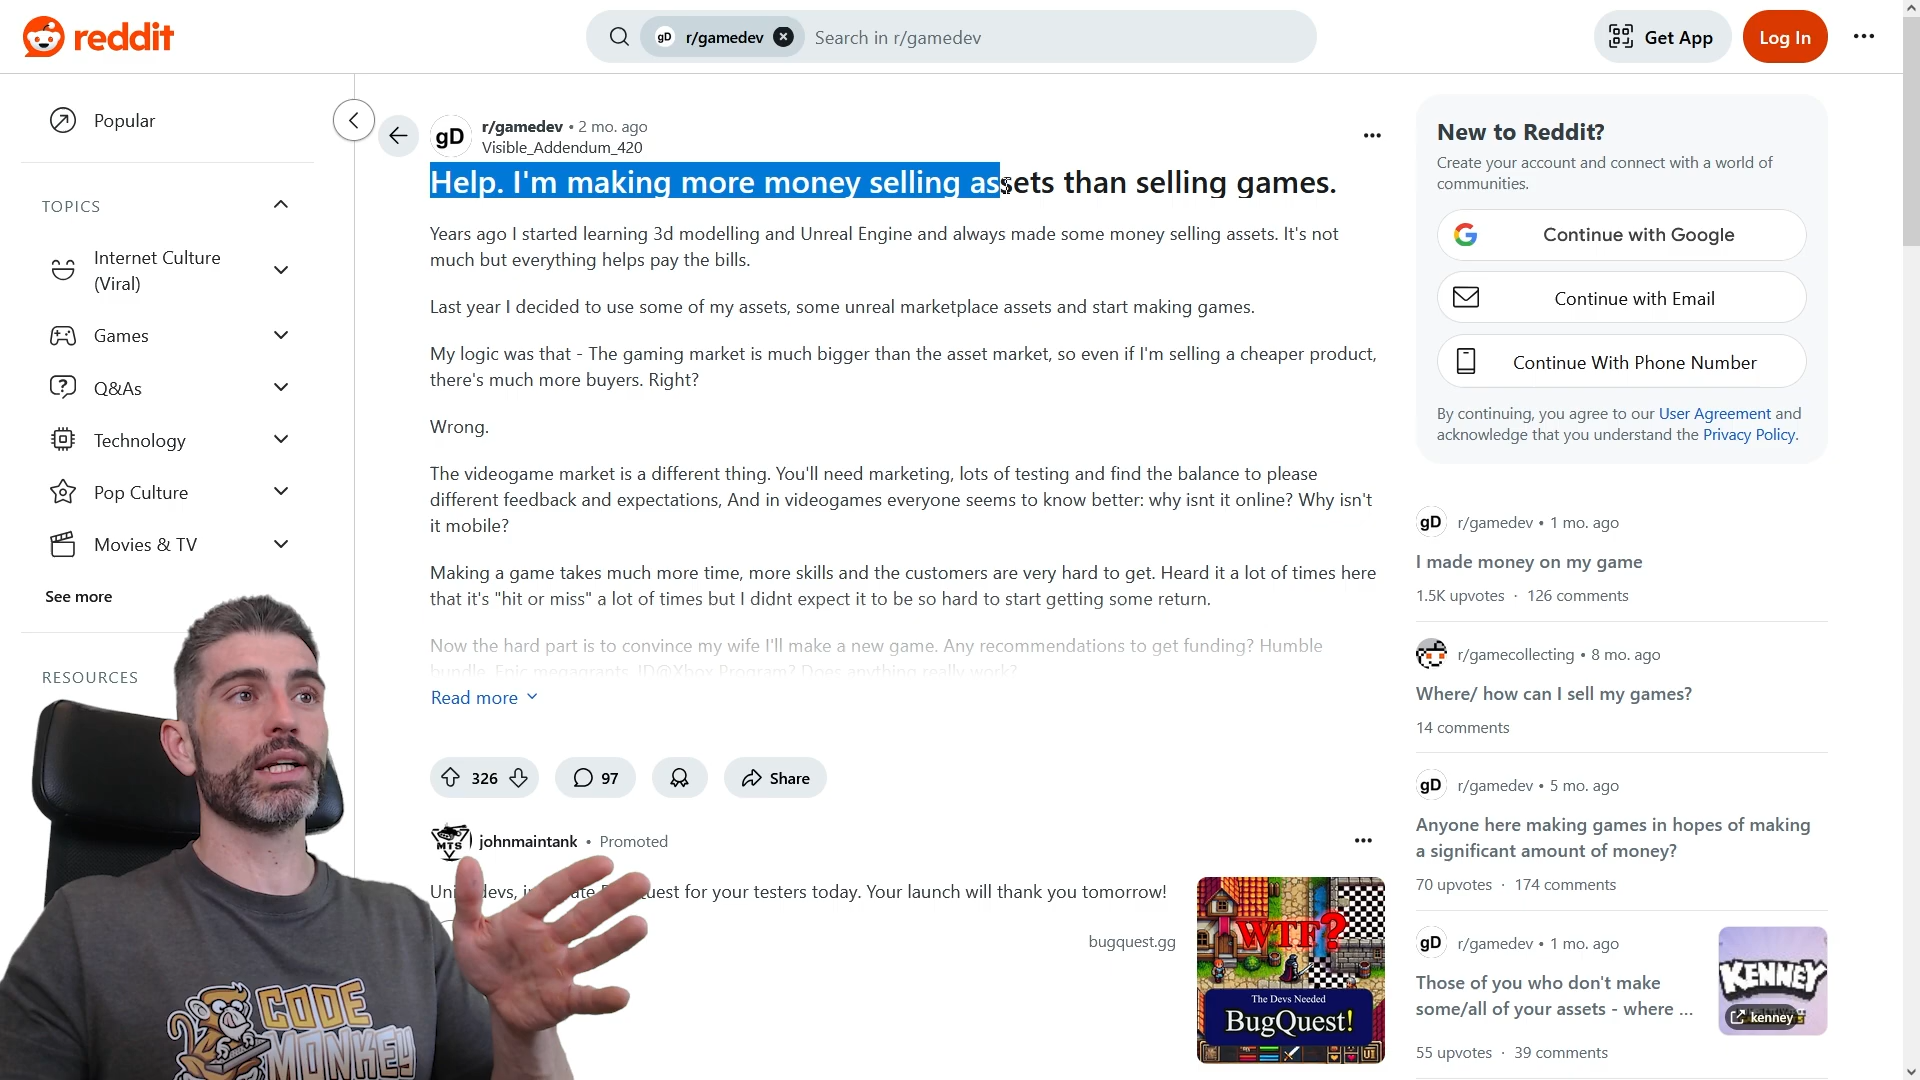 reddit
gD r/gamedev Search in r/gamedev
Get App
Log In
Popular
TOPICS
Internet Culture
(Viral)
Games
Q&As
Technology
Pop Culture
Movies & TV
See more
RESOURCES
gD
r/gamedev • 2 mo. ago
Visible_Addendum_420
Help. I'm making more money selling assets than selling games.
Years ago I started learning 3d modelling and Unreal Engine and always made some money selling assets. It's not
much but everything helps pay the bills.
Last year I decided to use some of my assets, some unreal marketplace assets and start making games.
My logic was that - The gaming market is much bigger than the asset market, so even if I'm selling a cheaper product,
there's much more buyers. Right?
Wrong.
The videogame market is a different thing. You'll need marketing, lots of testing and find the balance to please
different feedback and expectations, And in videogames everyone seems to know better: why isnt it online? Why isn't
it mobile?
Making a game takes much more time, more skills and the customers are very hard to get. Heard it a lot of times here
that it's "hit or miss" a lot of times but I didnt expect it to be so hard to start getting some return.
Now the hard part is to convince my wife I'll make a new game. Any recommendations to get funding? Humble
bundle, Epic megagrants, ID@Xbox Program? Does anything really work?
Read more
326
97
Share
MTS
johnmaintank • Promoted
for your testers today. Your launch will thank you tomorrow!
bugquest.gg
WTF?
The Devs Needed
BugQuest!
UI
CODE
MONKEY
New to Reddit?
Create your account and connect with a world of
communities.
Continue with Google
Continue with Email
Continue With Phone Number
By continuing, you agree to our User Agreement and
acknowledge that you understand the Privacy Policy.
gD r/gamedev • 1 mo. ago
I made money on my game
1.5K upvotes · 126 comments
r/gamecollecting • 8 mo. ago
Where/ how can I sell my games?
14 comments
gD r/gamedev • 5 mo. ago
Anyone here making games in hopes of making
a significant amount of money?
70 upvotes · 174 comments
gD r/gamedev • 1 mo. ago
Those of you who don't make
some/all of your assets - where ...
55 upvotes · 39 comments
KENNEY
kenney